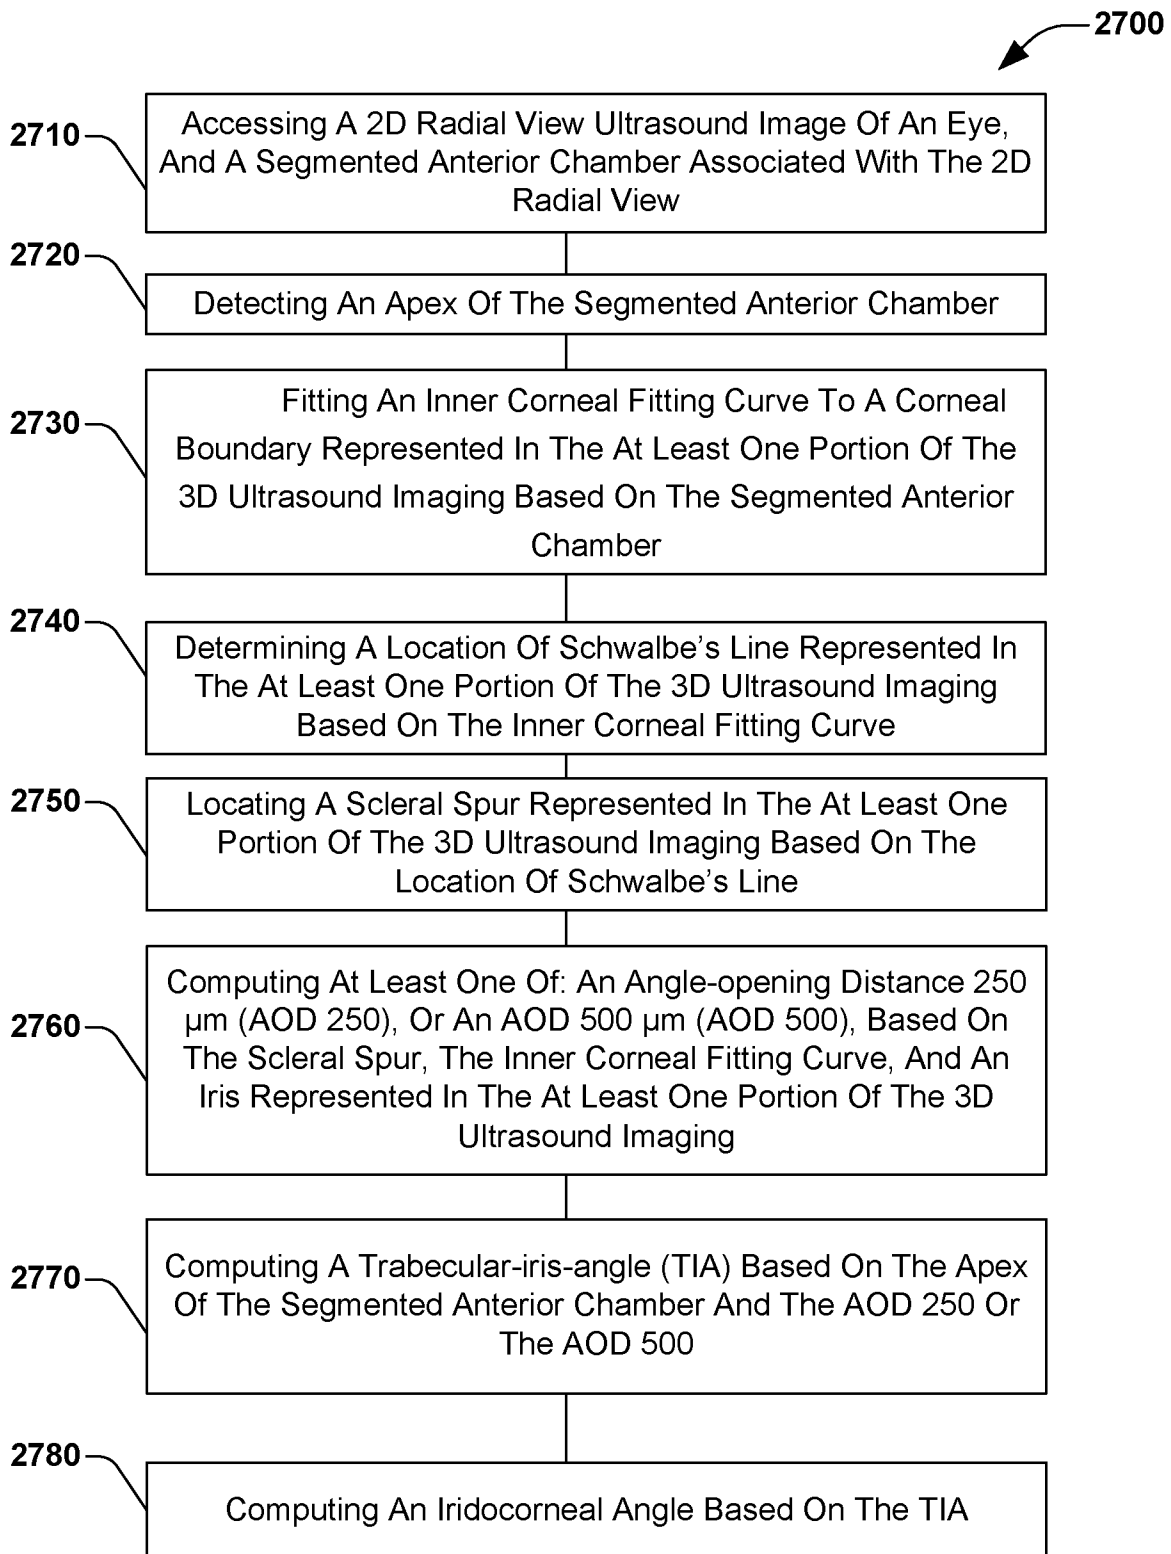 2700
2710
Accessing A 2D Radial View Ultrasound Image Of An Eye,
And A Segmented Anterior Chamber Associated With The 2D
Radial View
2720
Detecting An Apex Of The Segmented Anterior Chamber
2730
Fitting An Inner Corneal Fitting Curve To A Corneal
Boundary Represented In The At Least One Portion Of The
3D Ultrasound Imaging Based On The Segmented Anterior
Chamber
2740
Determining A Location Of Schwalbe's Line Represented In
The At Least One Portion Of The 3D Ultrasound Imaging
Based On The Inner Corneal Fitting Curve
2750
Locating A Scleral Spur Represented In The At Least One
Portion Of The 3D Ultrasound Imaging Based On The
Location Of Schwalbe's Line
2760
Computing At Least One Of: An Angle-opening Distance 250
µm (AOD 250), Or An AOD 500 µm (AOD 500), Based On
The Scleral Spur, The Inner Corneal Fitting Curve, And An
Iris Represented In The At Least One Portion Of The 3D
Ultrasound Imaging
2770
Computing A Trabecular-iris-angle (TIA) Based On The Apex
Of The Segmented Anterior Chamber And The AOD 250 Or
The AOD 500
2780
Computing An Iridocorneal Angle Based On The TIA